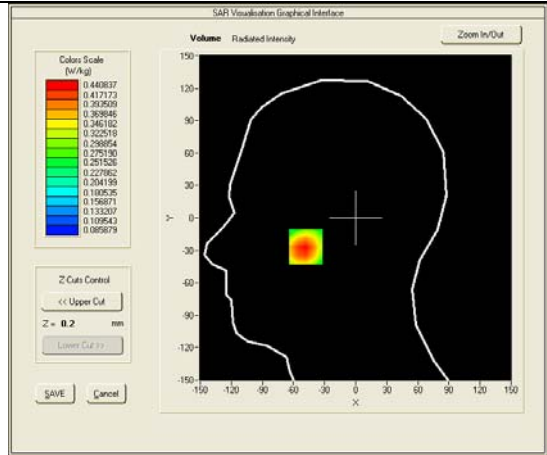 SAR Visualisation Graphical Interface
Volume Radiated Intensity
Zoom In/Out
Colors Scale
(W/kg)
0.440837
0.417173
0.393509
0.369846
0.346182
0.322518
0.298854
0.275190
0.251526
0.227862
0.204199
0.180535
0.156871
0.133207
0.109543
0.085879
Z Cuts Control
<< Upper Cut
Z = 0.2 mm
Lower Cut >>
SAVE Cancel
150-
120-
90-
60-
30-
0-
-30-
-60-
-90-
-120-
-150-
Y
-150 -120 -90 -60 -30 0 30 60 90 120 150
X